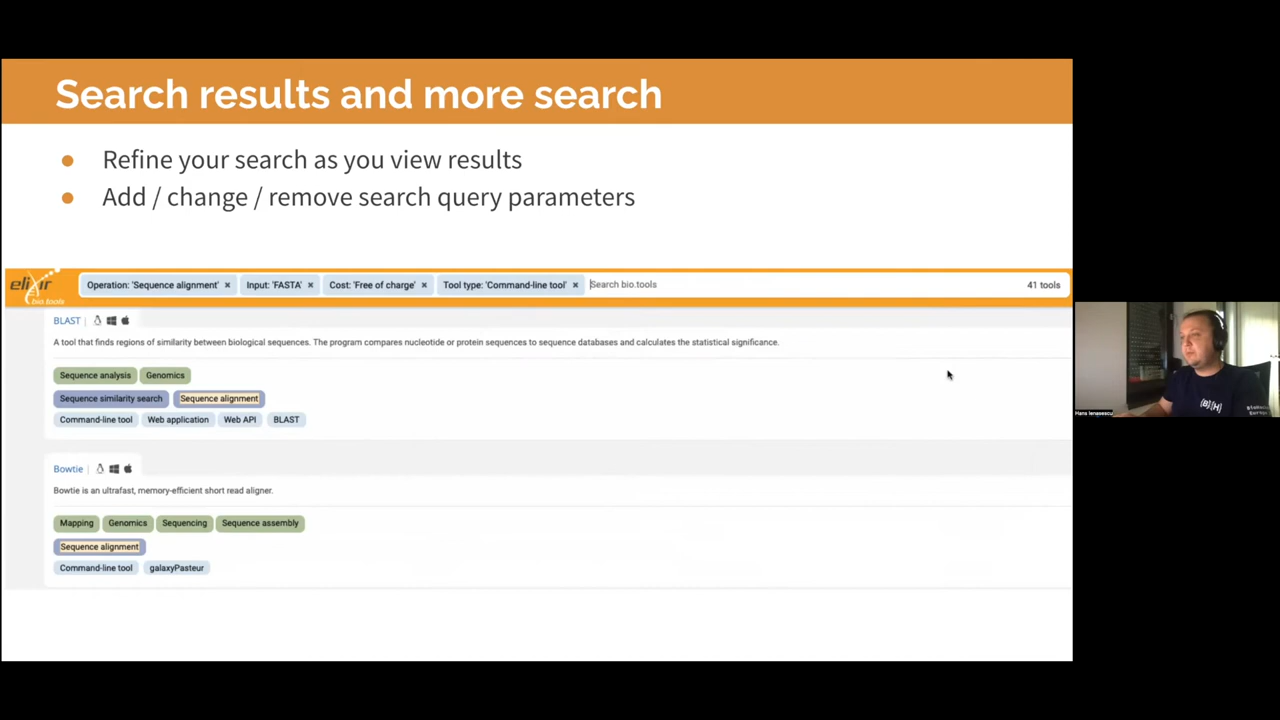 Search results and more search
Refine your search as you view results
Add / change / remove search query parameters
elixir
bio tools
Operation: 'Sequence alignment' × Input: 'FASTA' × Cost: 'Free of charge' × Tool type: 'Command-line tool' × Search bio.tools 41 tools
BLAST
A tool that finds regions of similarity between biological sequences. The program compares nucleotide or protein sequences to sequence databases and calculates the statistical significance.
Sequence analysis Genomics
Sequence similarity search Sequence alignment
Command-line tool Web application Web API BLAST
Bowtie
Bowtie is an ultrafast, memory-efficient short read aligner.
Mapping Genomics Sequencing Sequence assembly
Sequence alignment
Command-line tool galaxyPasteur
Hans Ienasescu